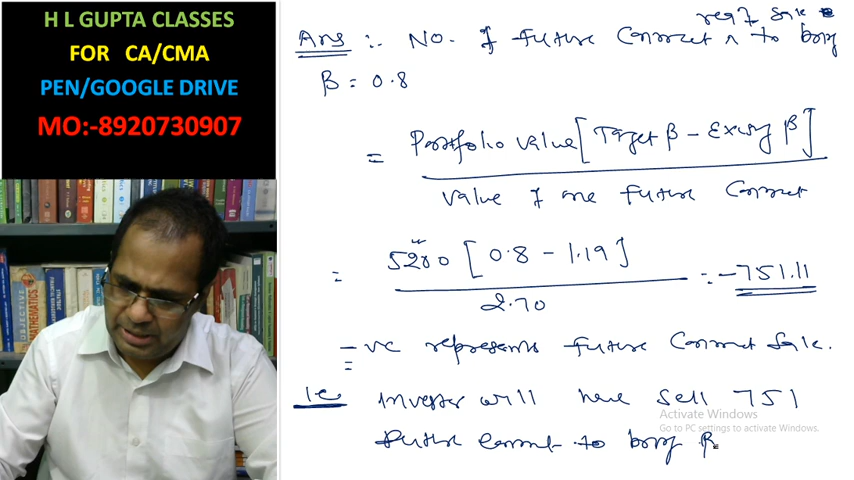 H L GUPTA CLASSES
FOR CA/CMA
PEN/GOOGLE DRIVE
MO:-8920730907
OBJECTIVE MATHEMATICS
reqd sale
Ans :- No. of Future Contract ^ to bring
β = 0.8
= Portfolio value [Target β - Existing β]
value of one future Contract
= 5200 [0.8 - 1.19]
2.70
= -751.11
-ve represents future Contract Sale.
ie investor will have sell 751
Activate Windows
Go to PC settings to activate Windows.
future contract to bring β